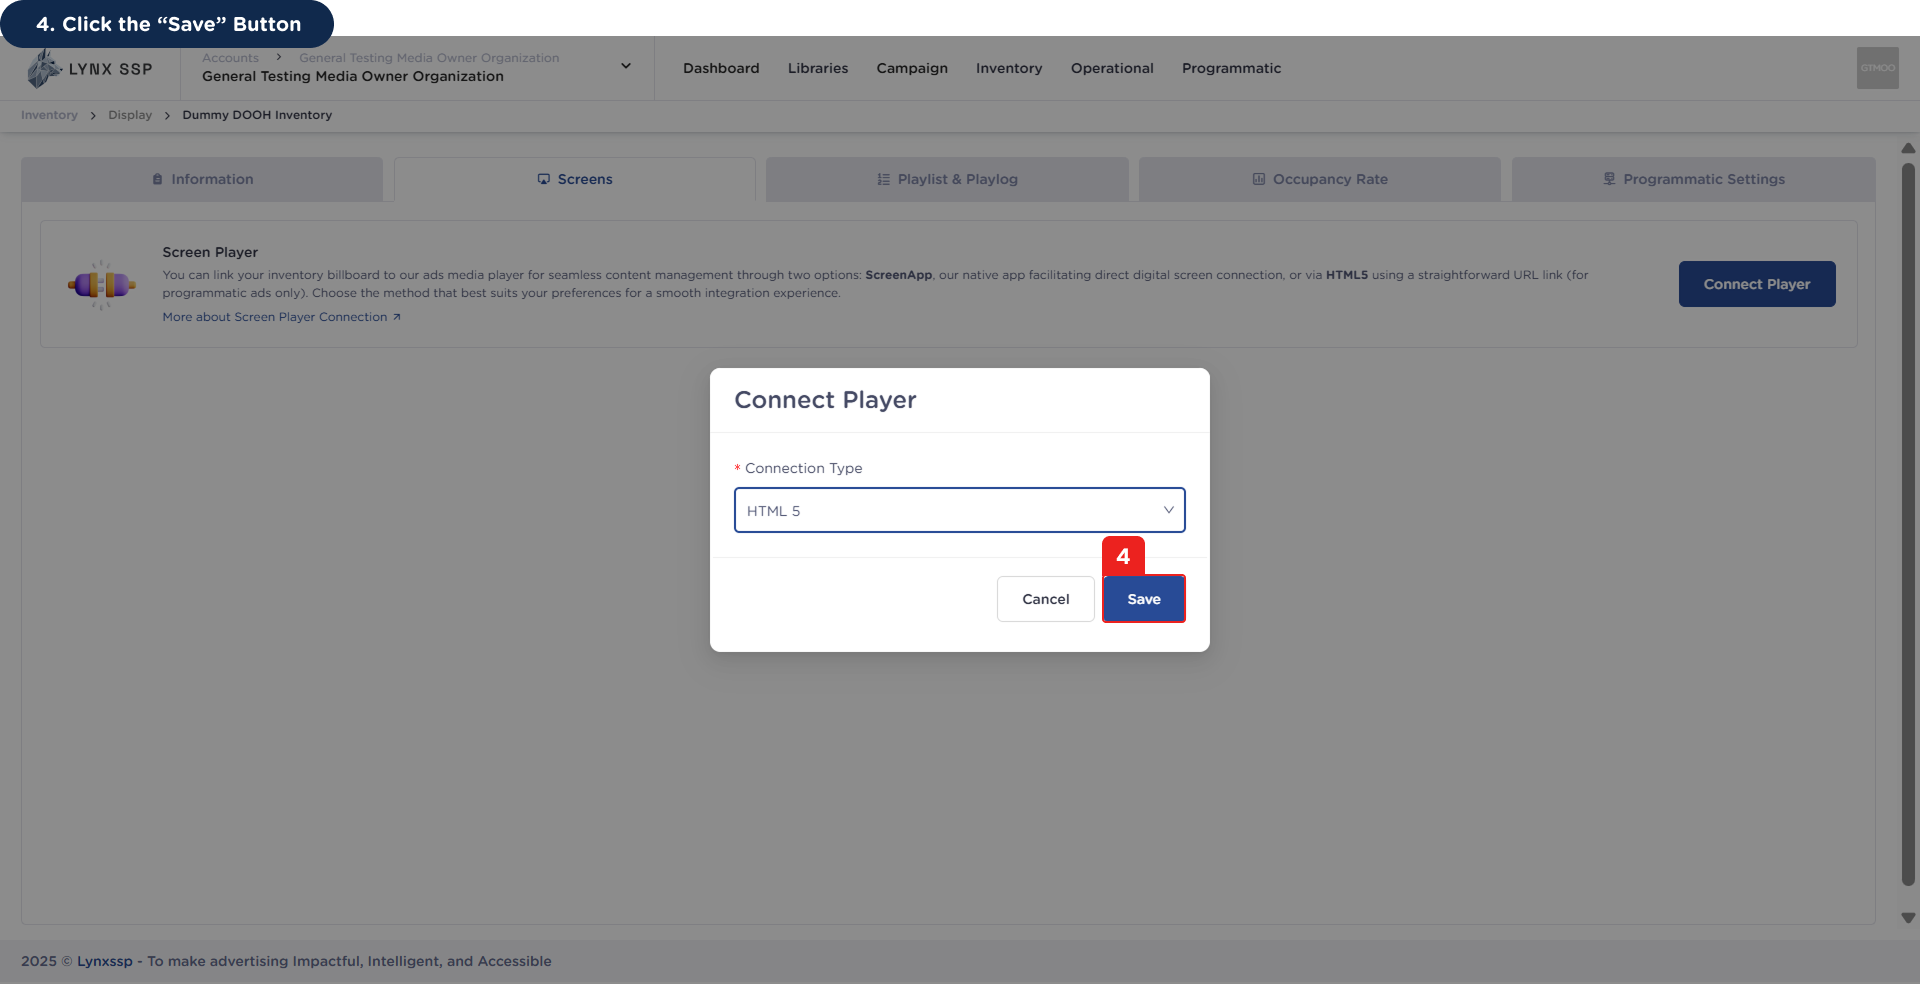 4. Click the “Save” Button
LYNX SSP
Accounts > General Testing Media Owner Organization
General Testing Media Owner Organization
Dashboard
Libraries
Campaign
Inventory
Operational
Programmatic
GTMOO
Inventory > Display > Dummy DOOH Inventory
Information
Screens
Playlist & Playlog
Occupancy Rate
Programmatic Settings
Screen Player
You can link your inventory billboard to our ads media player for seamless content management through two options: ScreenApp, our native app facilitating direct digital screen connection, or via HTML5 using a straightforward URL link (for
programmatic ads only). Choose the method that best suits your preferences for a smooth integration experience.
More about Screen Player Connection
Connect Player
Connect Player
* Connection Type
HTML 5
4
Cancel
Save
2025 © Lynxssp - To make advertising Impactful, Intelligent, and Accessible